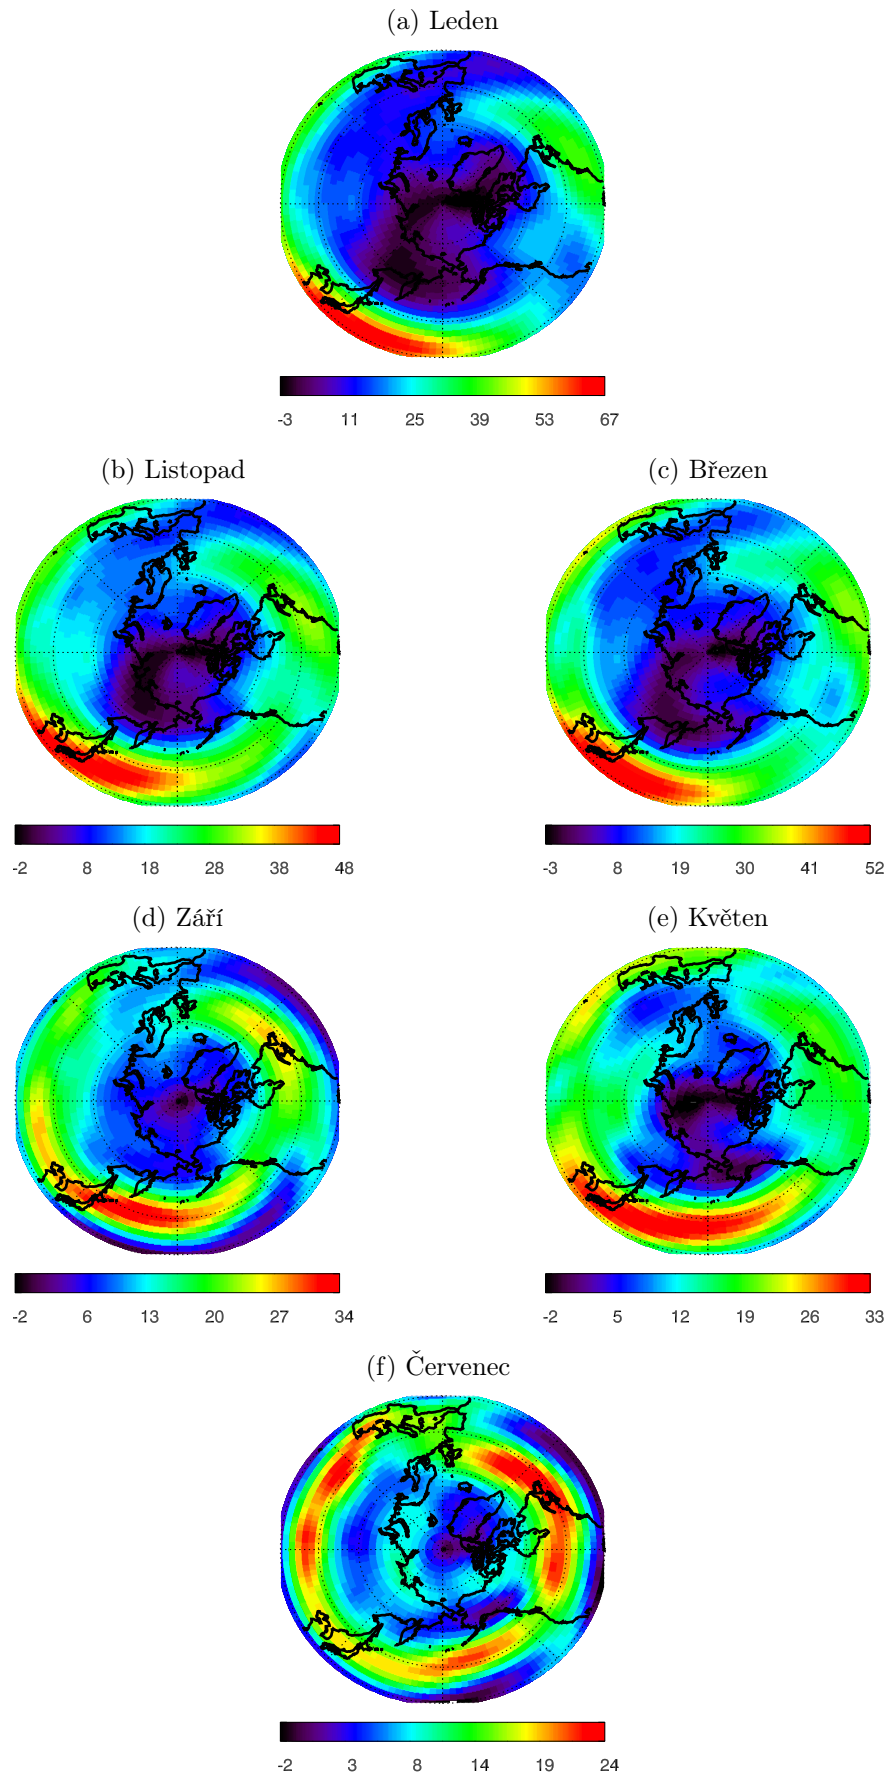 (a) Leden
-3 11 25 39 53 67
(b) Listopad (c) Březen
-2 8 18 28 38 48 -3 8 19 30 41 52
(d) Září (e) Květen
-2 6 13 20 27 34 -2 5 12 19 26 33
(f) Červenec
-2 3 8 14 19 24